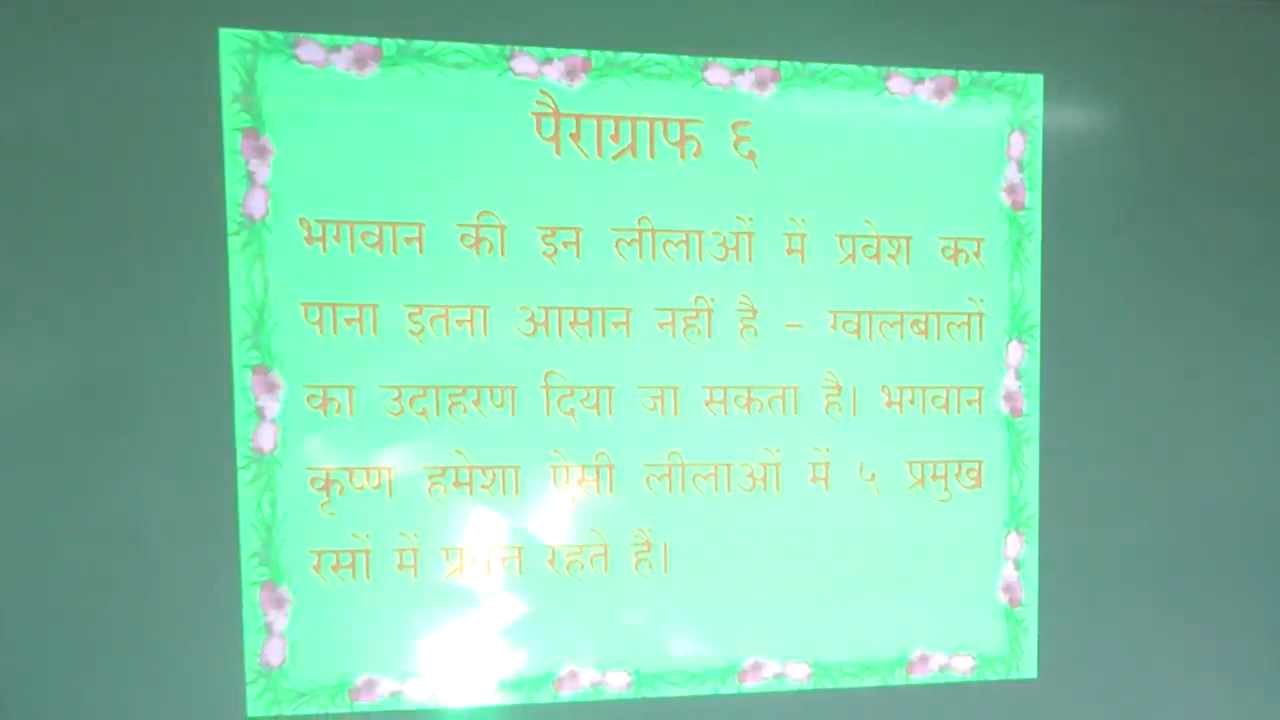 पैराग्राफ ६
भगवान की इन लीलाओं में प्रवेश कर
पाना इतना आसान नहीं है – ग्वालबालों
का उदाहरण दिया जा सकता है। भगवान
कृष्ण हमेशा ऐसी लीलाओं में ५ प्रमुख
रसों में रहते हैं।